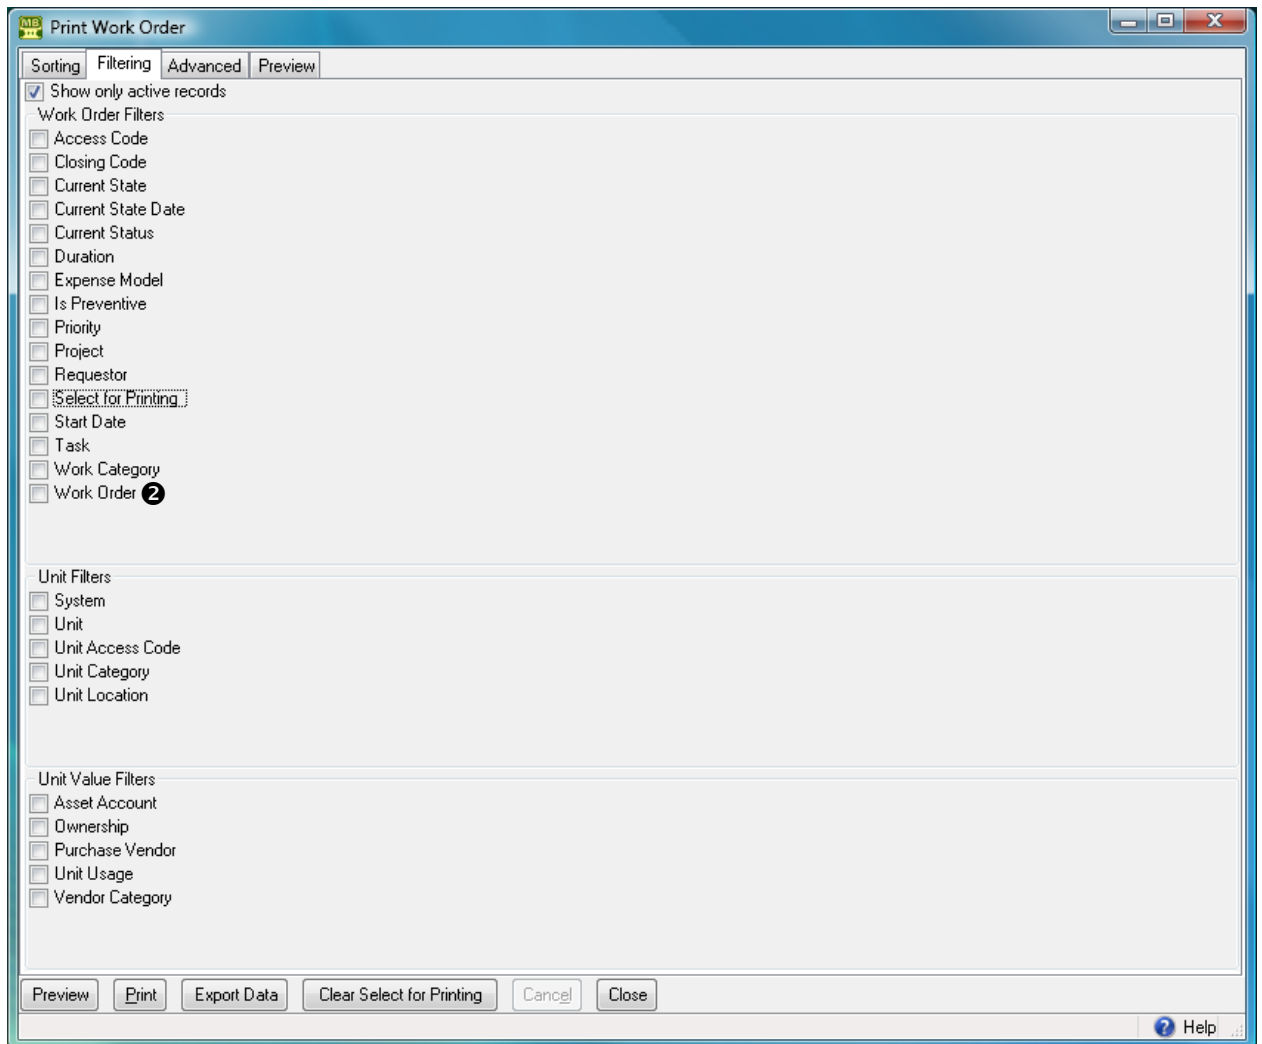 MB
Print Work Order
Sorting Filtering Advanced Preview
Show only active records
Work Order Filters
Access Code
Closing Code
Current State
Current State Date
Current Status
Duration
Expense Model
Is Preventive
Priority
Project
Requestor
Select for Printing
Start Date
Task
Work Category
Work Order ❷
Unit Filters
System
Unit
Unit Access Code
Unit Category
Unit Location
Unit Value Filters
Asset Account
Ownership
Purchase Vendor
Unit Usage
Vendor Category
Preview Print Export Data Clear Select for Printing Cancel Close
? Help